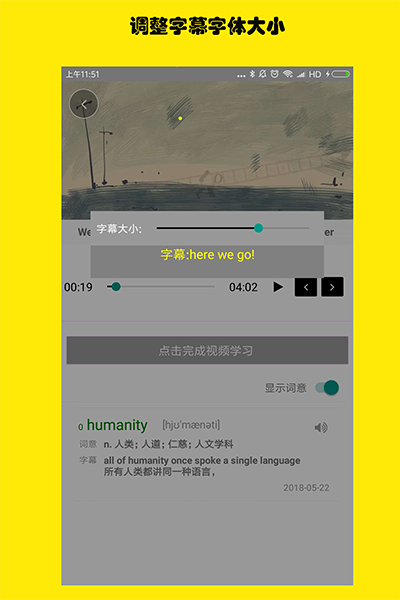 调整字幕字体大小
上午11:51
... HD
We
字幕大小:
er
字幕:here we go!
00:19
04:02
点击完成视频学习
显示词意
0 humanity [hju'mænəti]
词意 n. 人类；人道；仁慈；人文学科
字幕 all of humanity once spoke a single language
所有人类都讲同一种语言，
2018-05-22